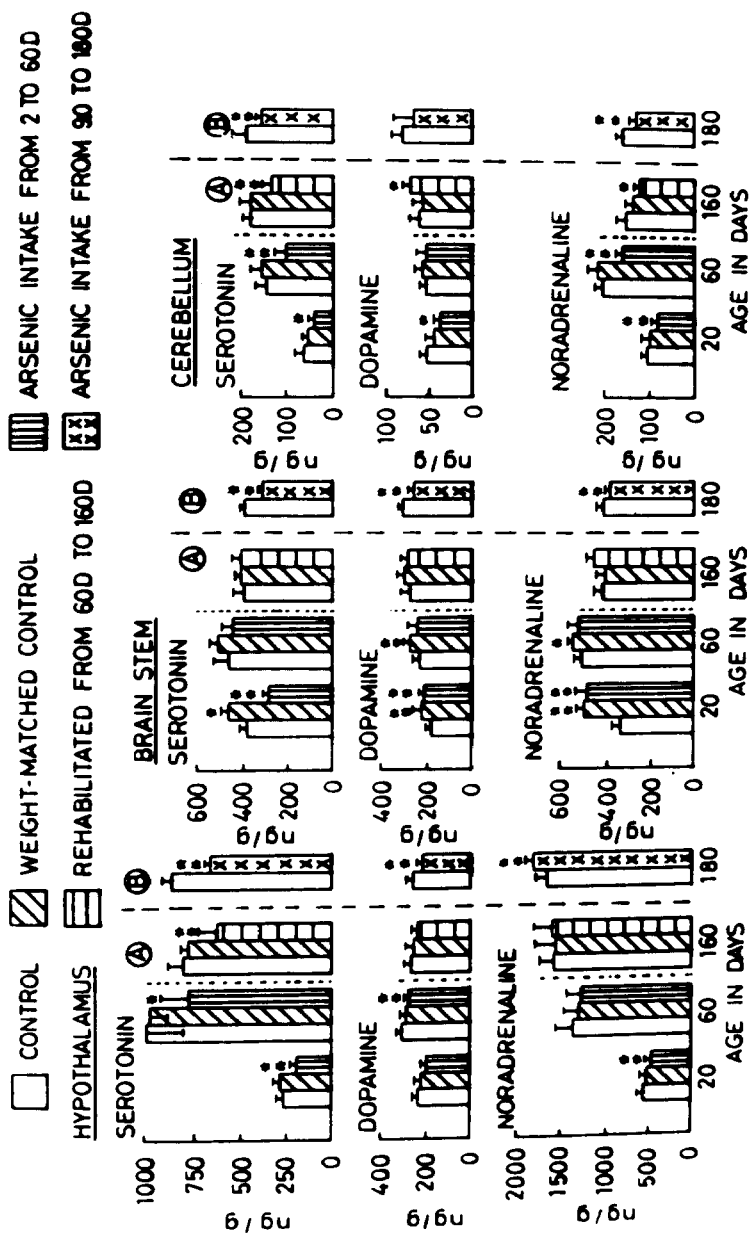 CONTROL
WEIGHT-MATCHED CONTROL
ARSENIC INTAKE FROM 2 TO 60D
REHABILITATED FROM 60D TO 160D
ARSENIC INTAKE FROM 90 TO 180D
HYPOTHALAMUS
SEROTONIN
A
B
ng/g
1000
750
500
250
0
DOPAMINE
ng/g
400
200
0
NORADRENALINE
ng/g
2000
1500
1000
500
0
20
60
160
180
AGE IN DAYS
BRAIN STEM
SEROTONIN
A
B
ng/g
600
400
200
0
DOPAMINE
ng/g
400
200
0
NORADRENALINE
ng/g
600
400
200
0
20
60
160
180
AGE IN DAYS
CEREBELLUM
SEROTONIN
A
B
ng/g
200
100
0
DOPAMINE
ng/g
100
50
0
NORADRENALINE
ng/g
200
100
0
20
60
160
180
AGE IN DAYS